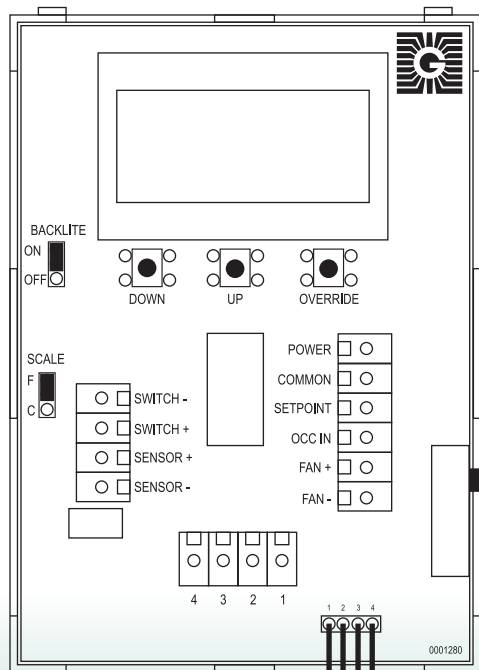 G
BACKLITE
ON
OFF
DOWN UP OVERRIDE
SCALE
F
C
SWITCH -
SWITCH +
SENSOR +
SENSOR -
POWER
COMMON
SETPOINT
OCC IN
FAN +
FAN -
4 3 2 1
1 2 3 4
0001280